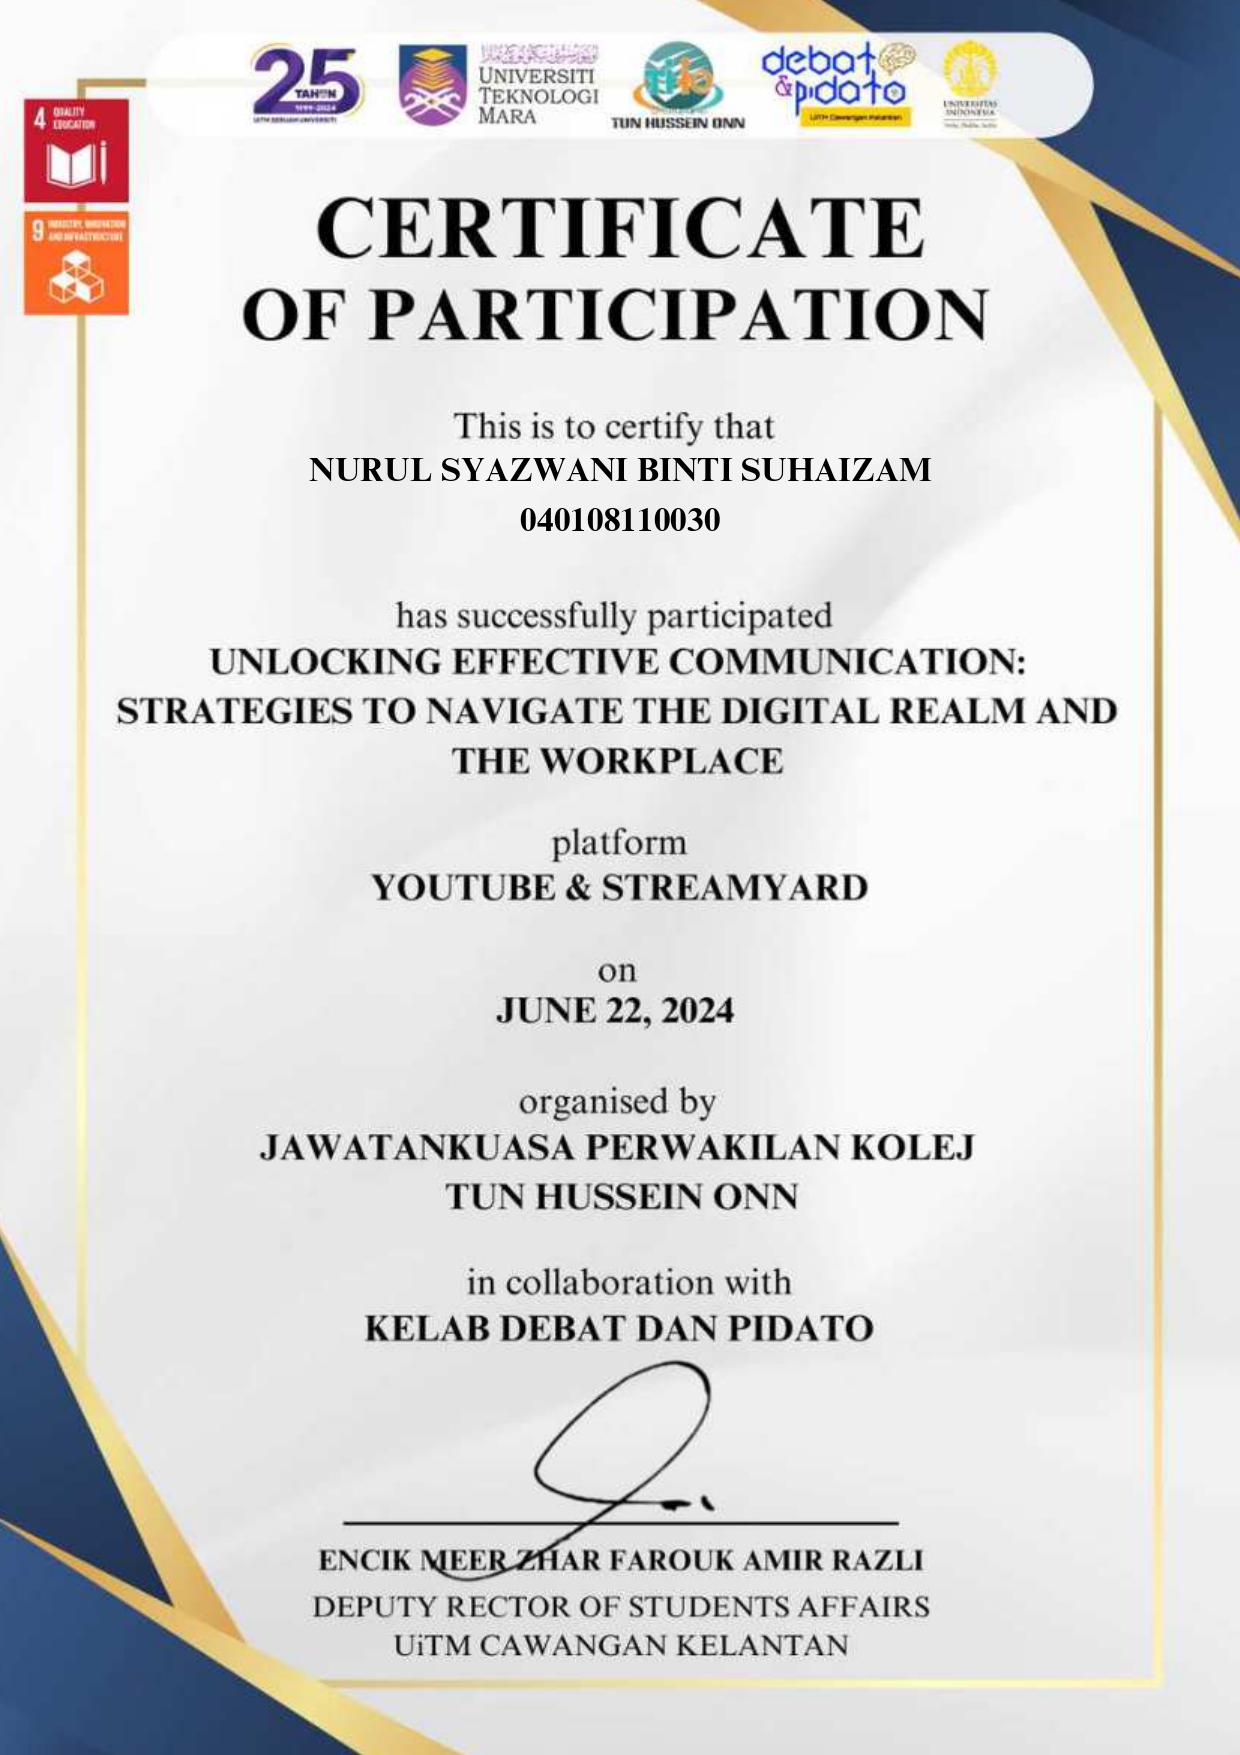 25
TAHUN
1999-2024
UiTM SEBUAH UNIVERSITI
UNIVERSITI
TEKNOLOGI
MARA
TUN HUSSEIN ONN
debat
& pidato
UiTM Cawangan Kelantan
UNIVERSITAS
INDONESIA
4 QUALITY
EDUCATION
9 INDUSTRY, INNOVATION
AND INFRASTRUCTURE
CERTIFICATE
OF PARTICIPATION
This is to certify that
NURUL SYAZWANI BINTI SUHAIZAM
040108110030
has successfully participated
UNLOCKING EFFECTIVE COMMUNICATION:
STRATEGIES TO NAVIGATE THE DIGITAL REALM AND
THE WORKPLACE
platform
YOUTUBE & STREAMYARD
on
JUNE 22, 2024
organised by
JAWATANKUASA PERWAKILAN KOLEJ
TUN HUSSEIN ONN
in collaboration with
KELAB DEBAT DAN PIDATO
ENCIK MEER ZHAR FAROUK AMIR RAZLI
DEPUTY RECTOR OF STUDENTS AFFAIRS
UiTM CAWANGAN KELANTAN